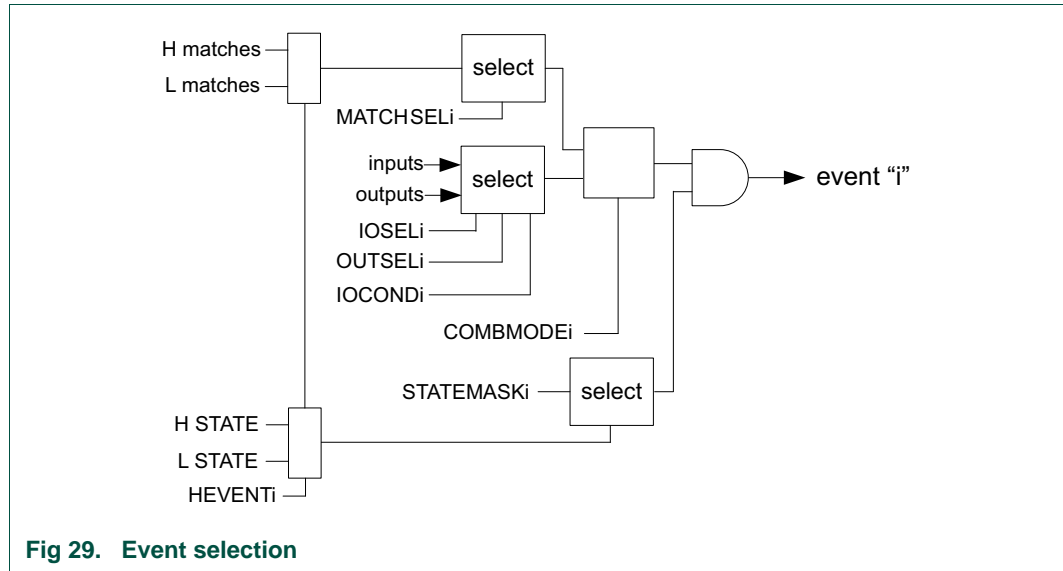 H matches
L matches
select
MATCHSELi
inputs
outputs
select
IOSELi
OUTSELi
IOCONDi
event “i”
COMBMODEi
STATEMASKi
select
H STATE
L STATE
HEVENTi
Fig 29. Event selection